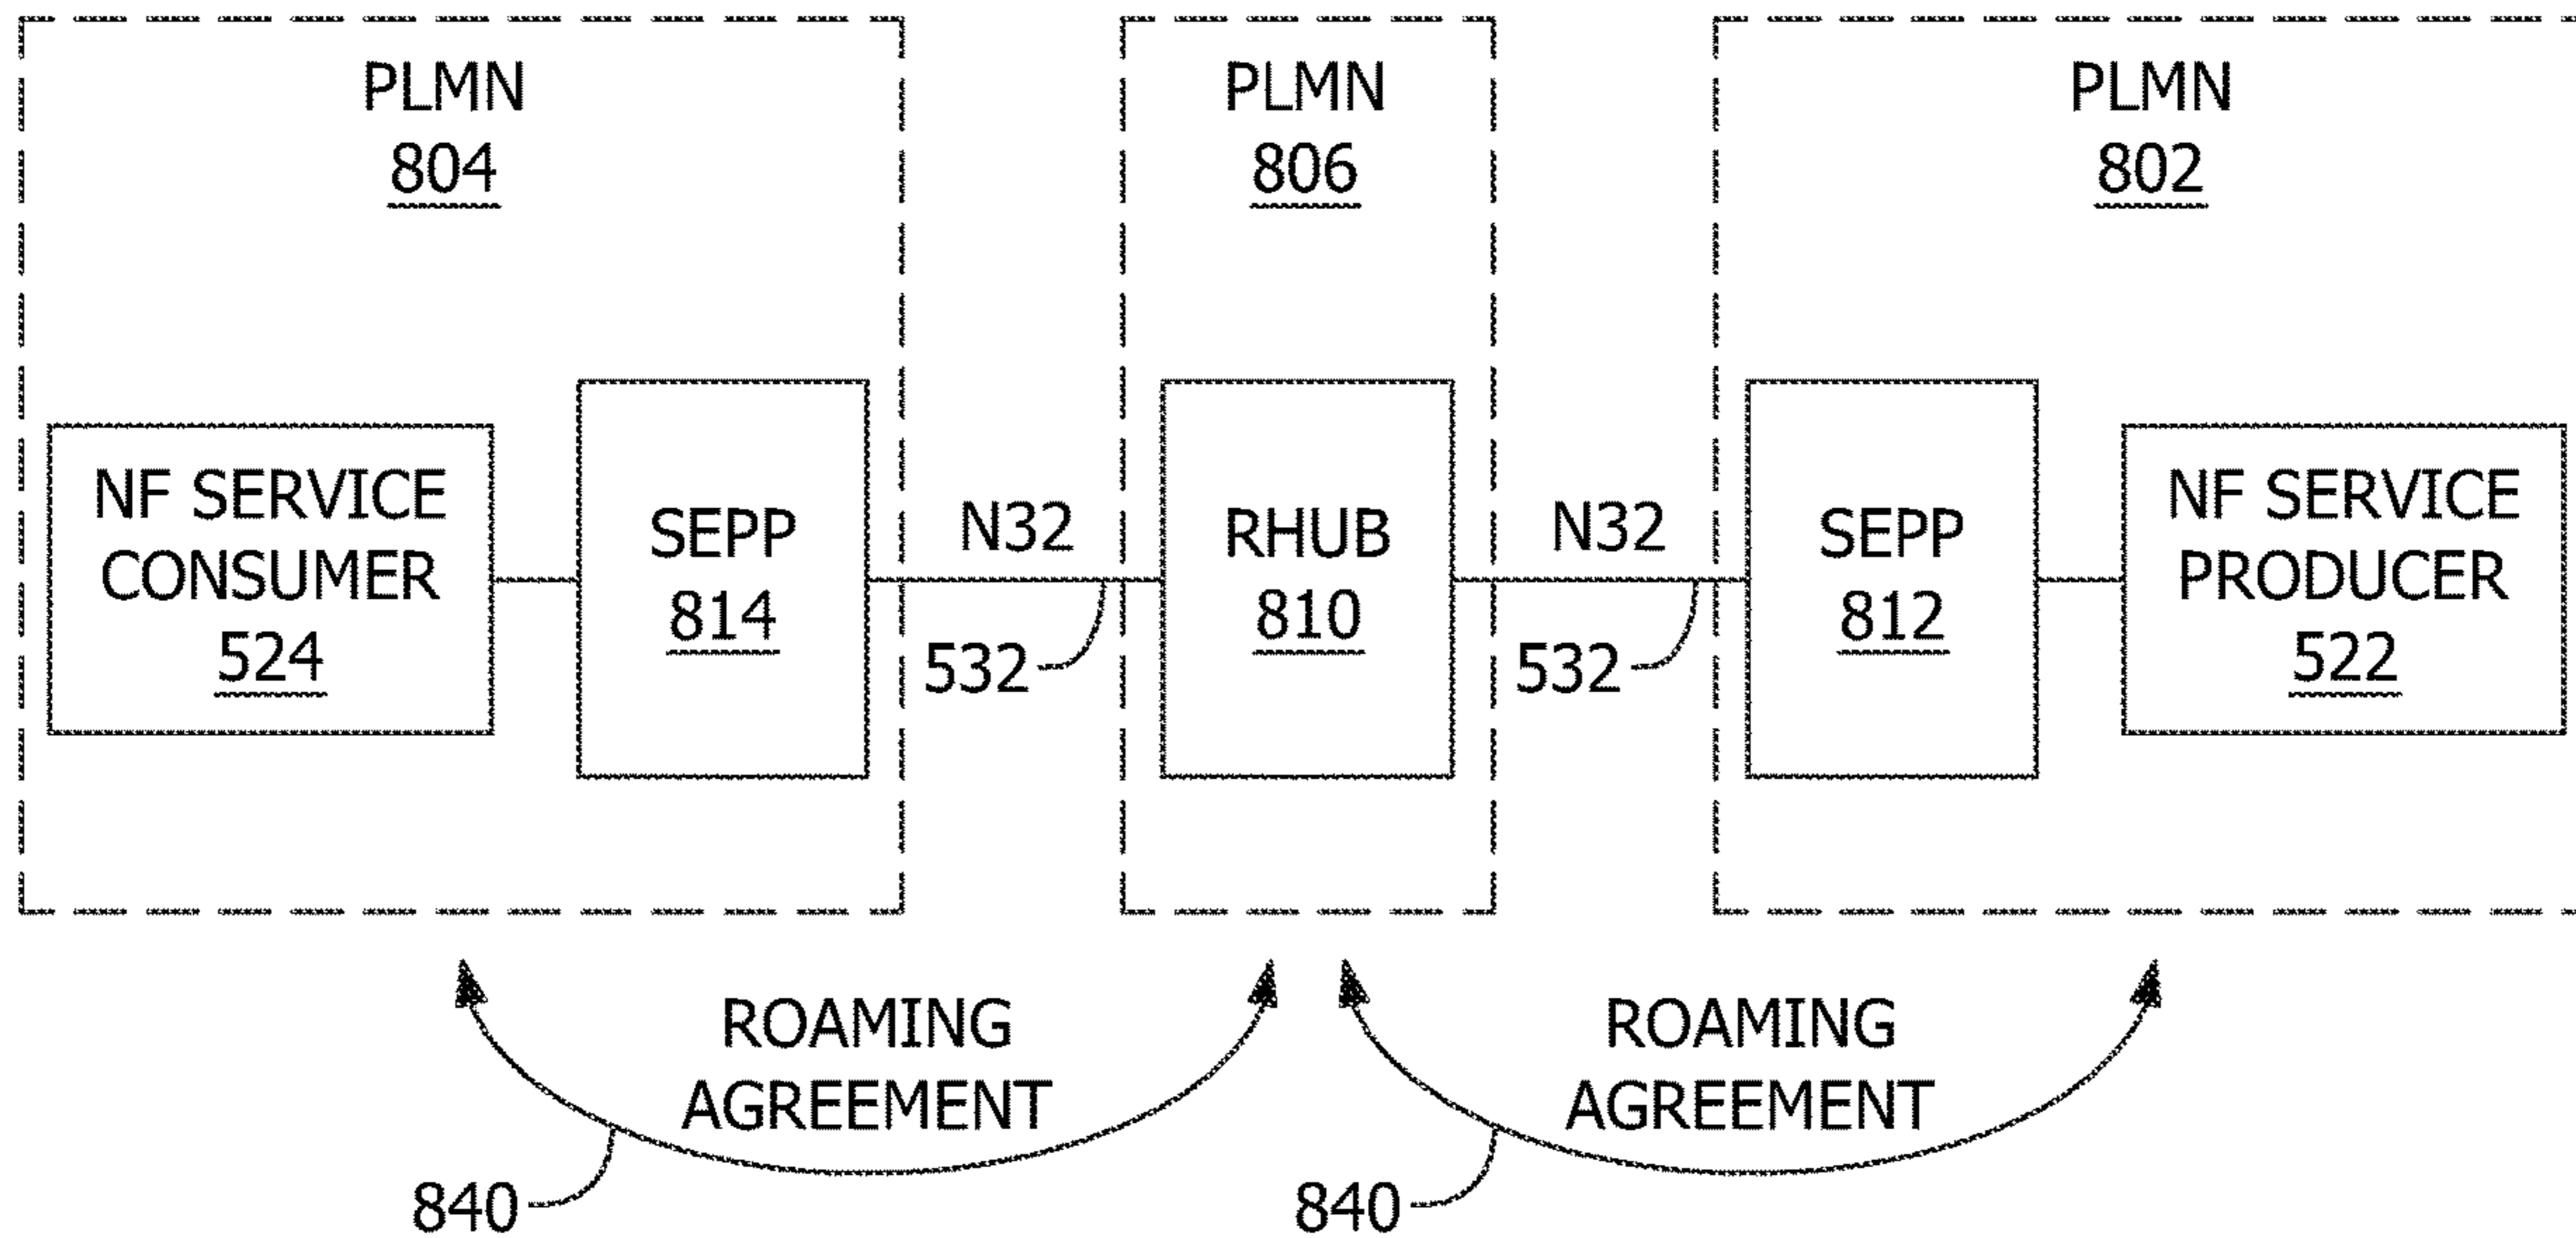 PLMN
804
PLMN
806
PLMN
802
NF SERVICE
CONSUMER
524
SEPP
814
N32
532
RHUB
810
N32
532
SEPP
812
NF SERVICE
PRODUCER
522
ROAMING
AGREEMENT
840
ROAMING
AGREEMENT
840